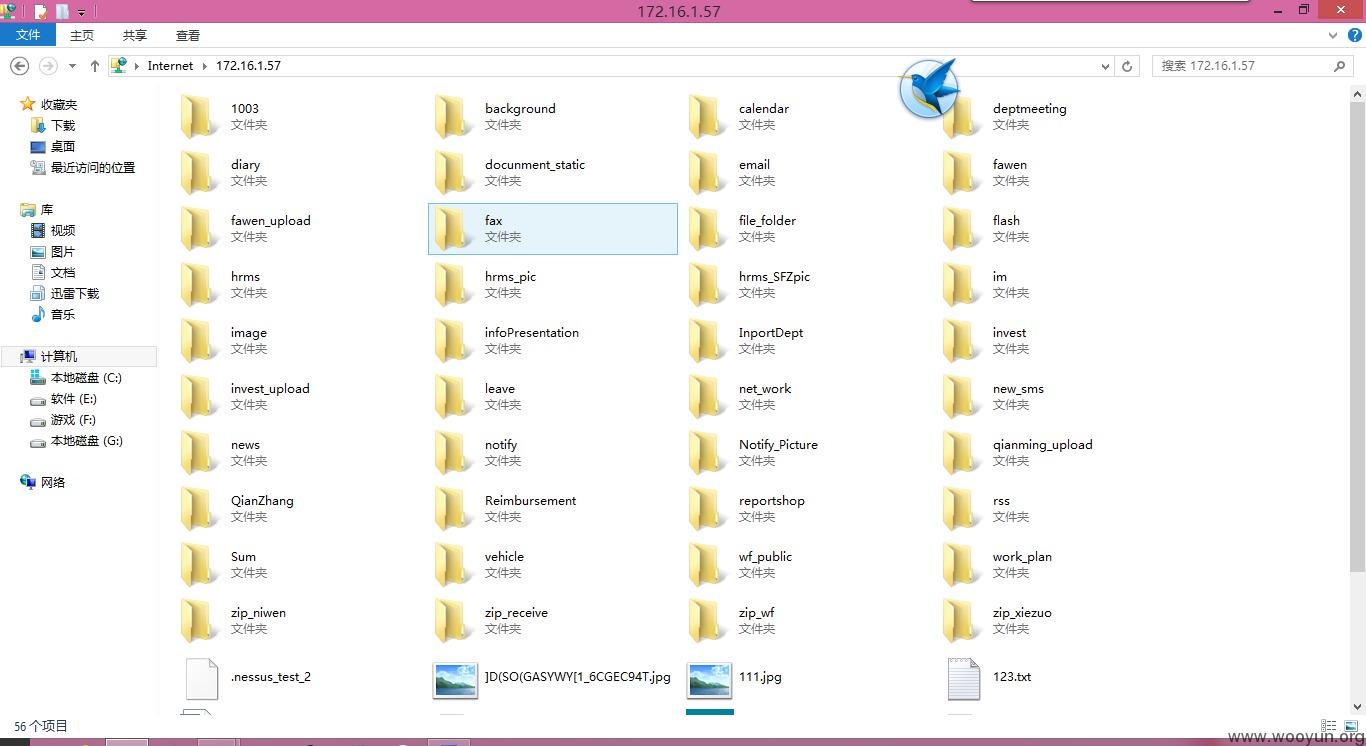 172.16.1.57
文件 主页 共享 查看
Internet 172.16.1.57 搜索 172.16.1.57
收藏夹
下载
桌面
最近访问的位置
库
视频
图片
文档
迅雷下载
音乐
计算机
本地磁盘 (C:)
软件 (E:)
游戏 (F:)
本地磁盘 (G:)
网络
1003 background calendar deptmeeting
文件夹 文件夹 文件夹 文件夹
diary docunment_static email fawen
文件夹 文件夹 文件夹 文件夹
fawen_upload fax file_folder flash
文件夹 文件夹 文件夹 文件夹
hrms hrms_pic hrms_SFZpic im
文件夹 文件夹 文件夹 文件夹
image infoPresentation InportDept invest
文件夹 文件夹 文件夹 文件夹
invest_upload leave net_work new_sms
文件夹 文件夹 文件夹 文件夹
news notify Notify_Picture qianming_upload
文件夹 文件夹 文件夹 文件夹
QianZhang Reimbursement reportshop rss
文件夹 文件夹 文件夹 文件夹
Sum vehicle wf_public work_plan
文件夹 文件夹 文件夹 文件夹
zip_niwen zip_receive zip_wf zip_xiezuo
文件夹 文件夹 文件夹 文件夹
.nessus_test_2 ]D(SO(GASYWY[1_6CGEC94T.jpg 111.jpg 123.txt
56 个项目
www.wooyun.org